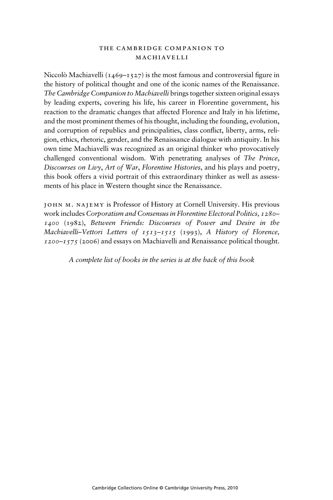 THE CAMBRIDGE COMPANION TO
MACHIAVELLI
Niccolò Machiavelli (1469–1527) is the most famous and controversial figure in
the history of political thought and one of the iconic names of the Renaissance.
The Cambridge Companion to Machiavelli brings together sixteen original essays
by leading experts, covering his life, his career in Florentine government, his
reaction to the dramatic changes that affected Florence and Italy in his lifetime,
and the most prominent themes of his thought, including the founding, evolution,
and corruption of republics and principalities, class conflict, liberty, arms, reli-
gion, ethics, rhetoric, gender, and the Renaissance dialogue with antiquity. In his
own time Machiavelli was recognized as an original thinker who provocatively
challenged conventional wisdom. With penetrating analyses of The Prince,
Discourses on Livy, Art of War, Florentine Histories, and his plays and poetry,
this book offers a vivid portrait of this extraordinary thinker as well as assess-
ments of his place in Western thought since the Renaissance.
JOHN M. NAJEMY is Professor of History at Cornell University. His previous
work includes Corporatism and Consensus in Florentine Electoral Politics, 1280–
1400 (1982), Between Friends: Discourses of Power and Desire in the
Machiavelli–Vettori Letters of 1513–1515 (1993), A History of Florence,
1200–1575 (2006) and essays on Machiavelli and Renaissance political thought.
A complete list of books in the series is at the back of this book
Cambridge Collections Online © Cambridge University Press, 2010